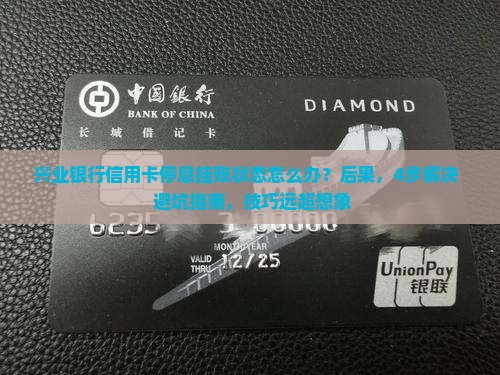 中国銀行
BANK OF CHINA
DIAMOND
长城借记卡
兴业银行信用卡停息挂账状态怎么办？后果，4步解决
避坑指南，技巧远超想象
6235
MONTH/YEAR
VALID
THRU
12/25
UnionPay
银联